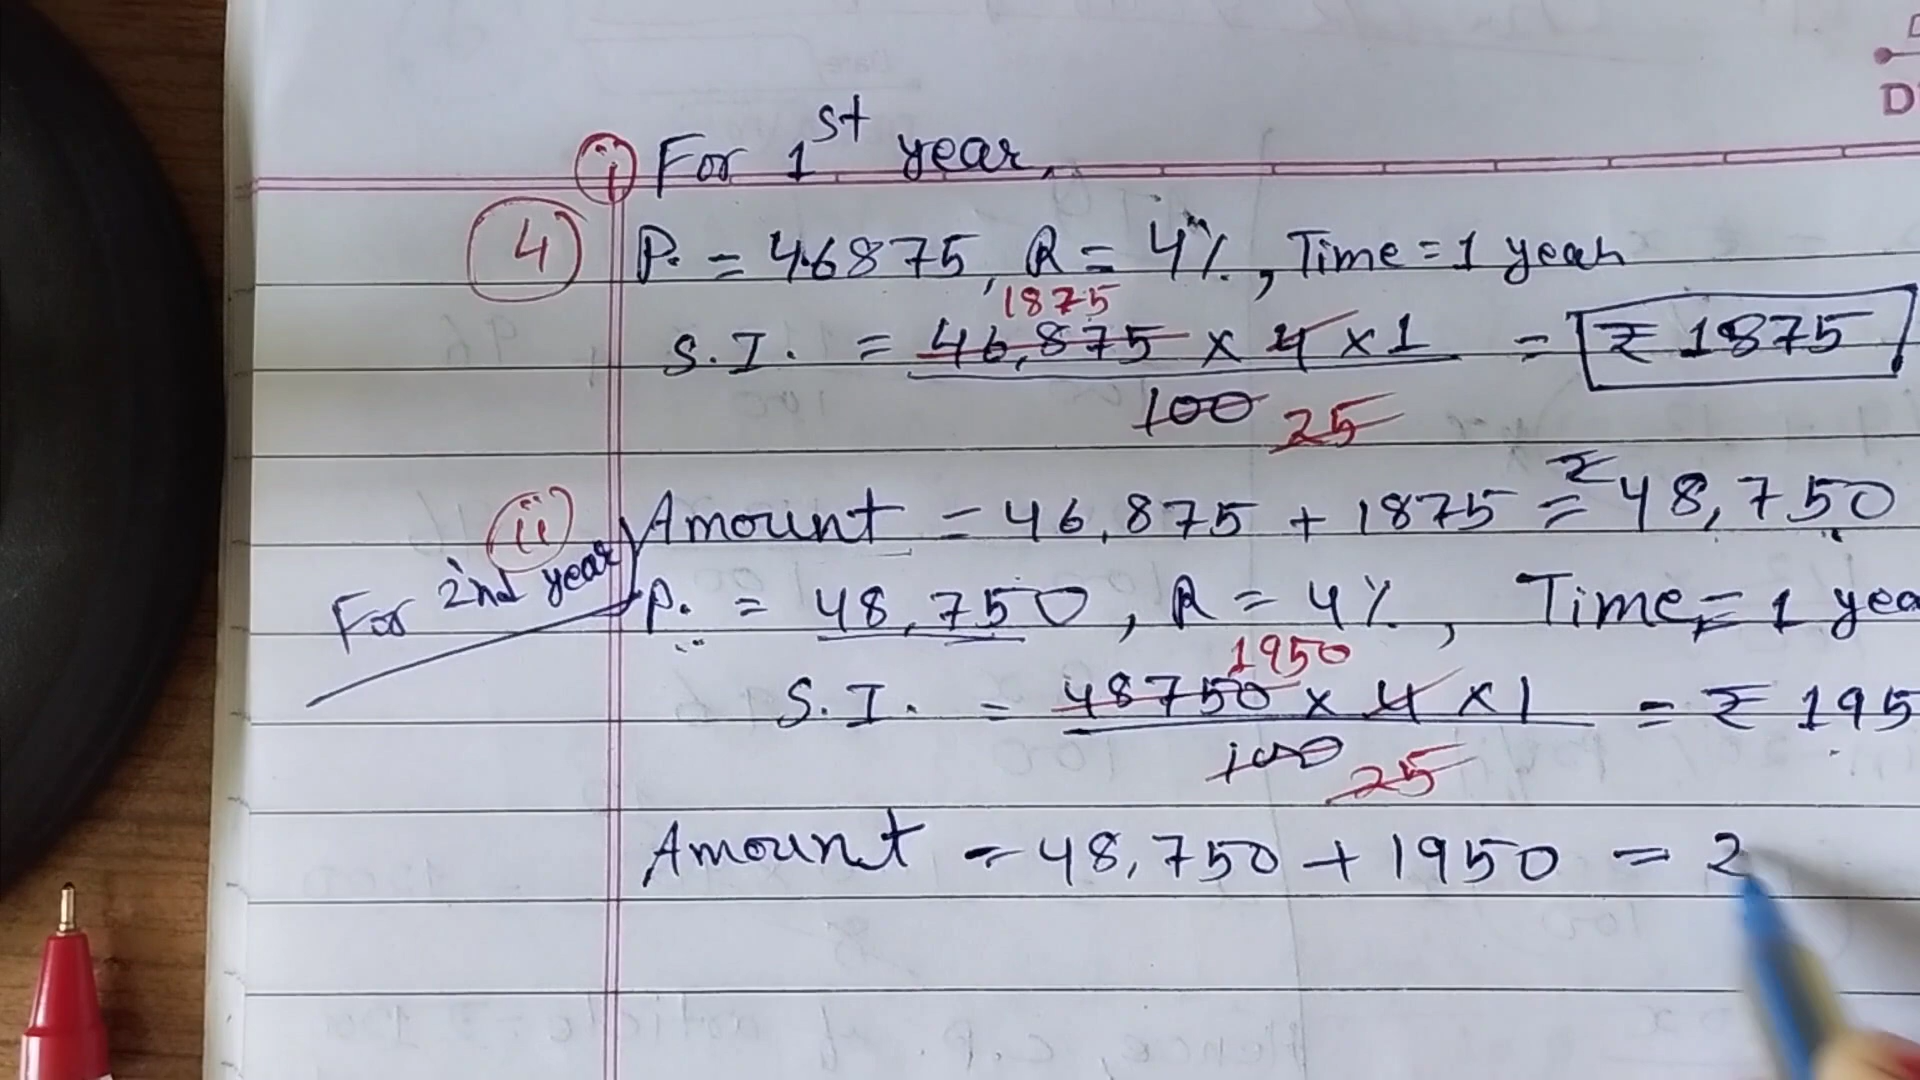 (i) For 1st year,
(4) P. = 46875, R = 4%, Time = 1 year
1875
S.I. = 46,875 x 4 x 1 = ₹ 1875
100 25
(ii) Amount = 46,875 + 1875 = ₹ 48,750
For 2nd year P. = 48,750, R = 4%, Time = 1 yea
1950
S.I. = 48750 x 4 x 1 = ₹ 195
100 25
Amount = 48,750 + 1950 =